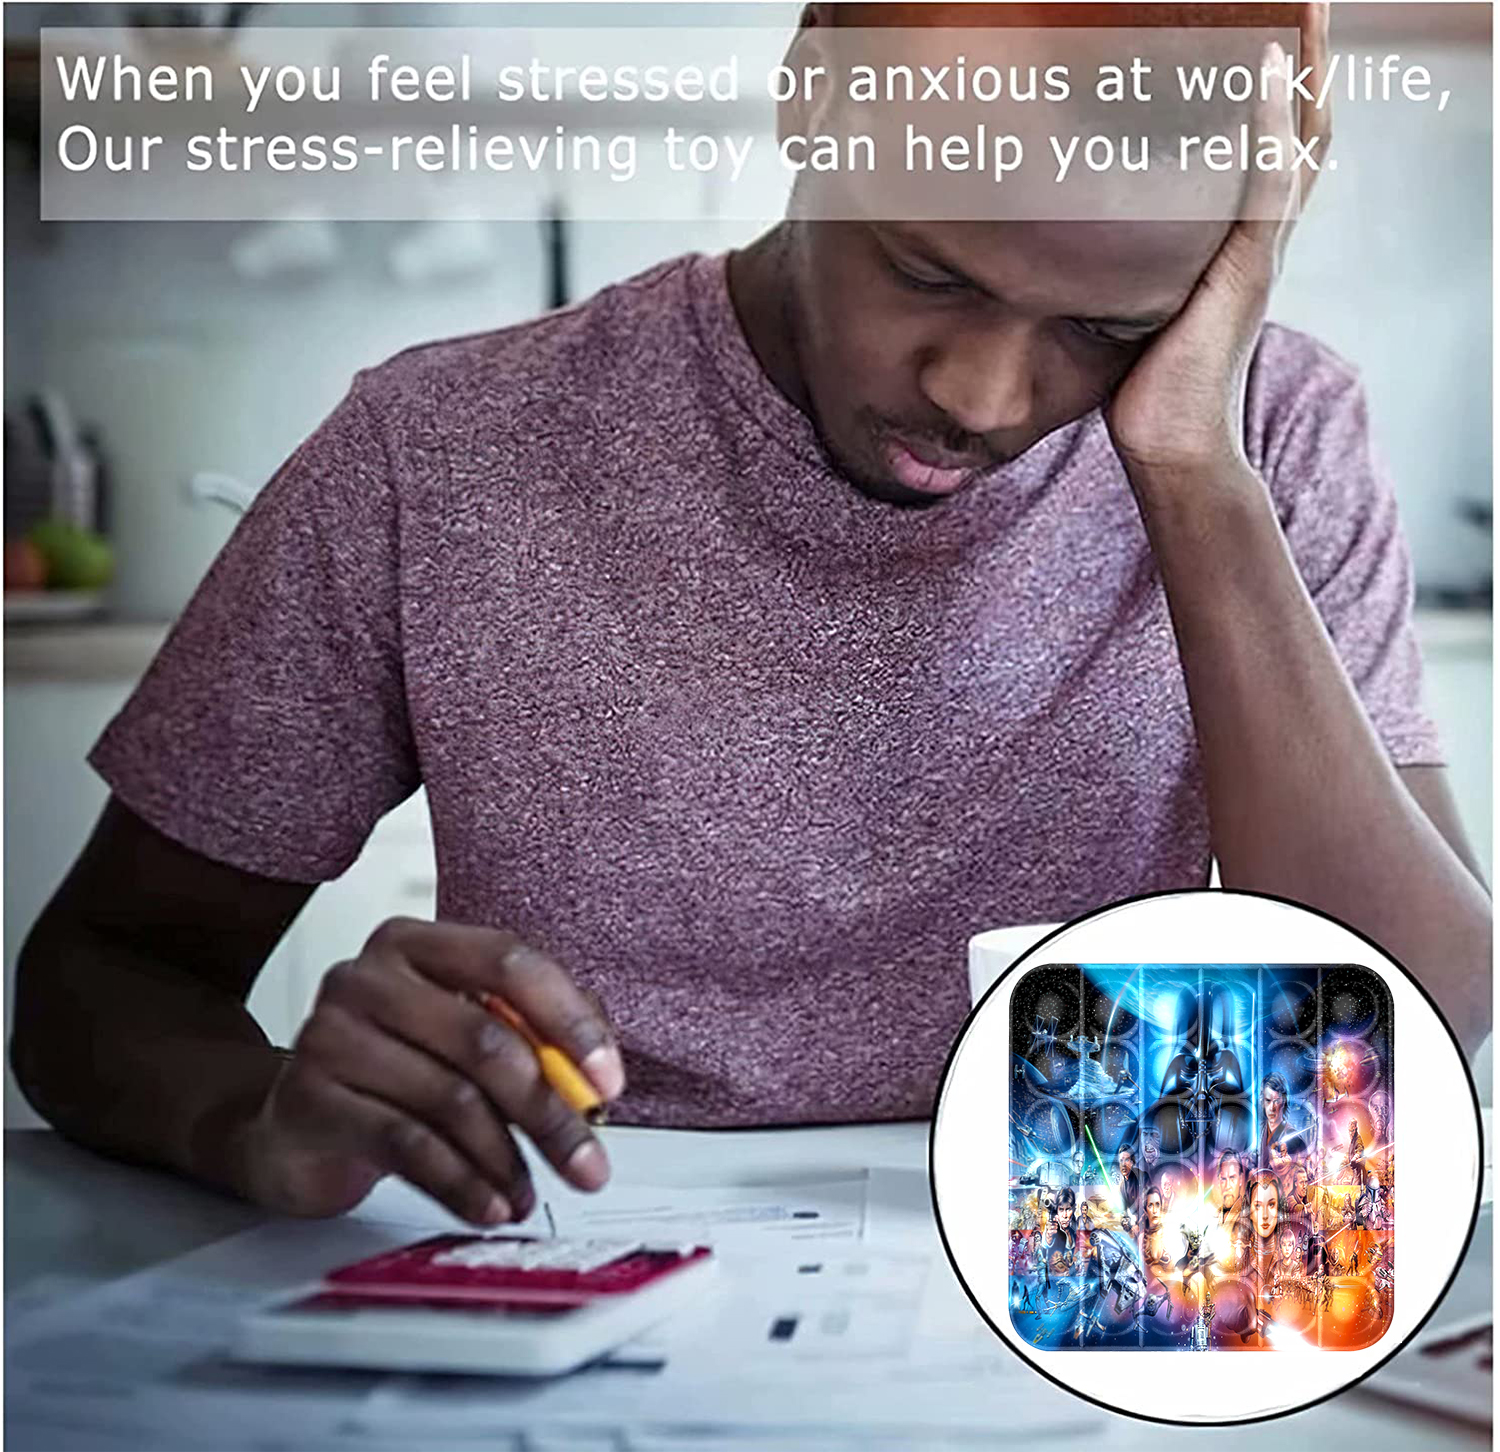 When you feel stressed or anxious at work/life,
Our stress-relieving toy can help you relax.